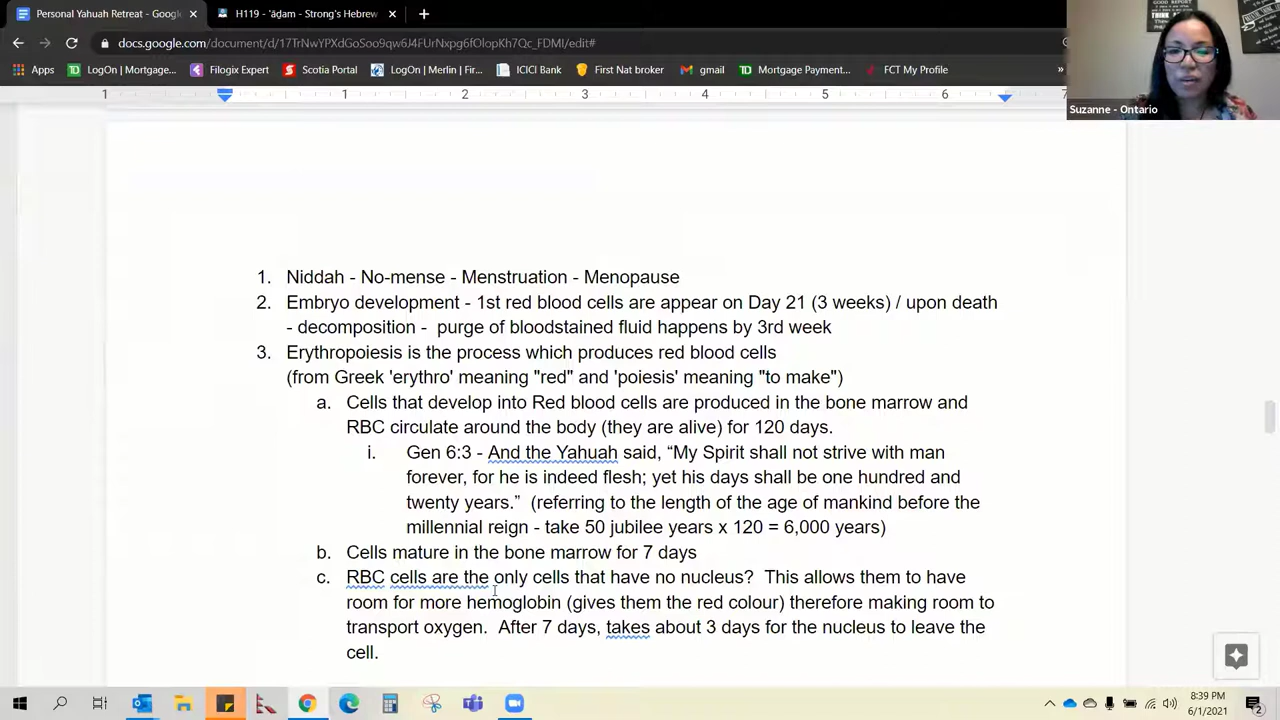 Personal Yahuah Retreat - Google
H119 - 'āḏam - Strong's Hebrew
docs.google.com/document/d/17TrNwYPXdGoSoo9qw6J4FUrNxpg6fOlopKh7Qc_FDMI/edit#
Apps
LogOn | Mortgage...
Filogix Expert
Scotia Portal
LogOn | Merlin | Fir...
ICICI Bank
First Nat broker
gmail
Mortgage Payment...
FCT My Profile
»
Suzanne - Ontario
1 1 2 3 4 5 6
1. Niddah - No-mense - Menstruation - Menopause
2. Embryo development - 1st red blood cells are appear on Day 21 (3 weeks) / upon death
- decomposition - purge of bloodstained fluid happens by 3rd week
3. Erythropoiesis is the process which produces red blood cells
(from Greek 'erythro' meaning "red" and 'poiesis' meaning "to make")
a. Cells that develop into Red blood cells are produced in the bone marrow and
RBC circulate around the body (they are alive) for 120 days.
i. Gen 6:3 - And the Yahuah said, “My Spirit shall not strive with man
forever, for he is indeed flesh; yet his days shall be one hundred and
twenty years.” (referring to the length of the age of mankind before the
millennial reign - take 50 jubilee years x 120 = 6,000 years)
b. Cells mature in the bone marrow for 7 days
c. RBC cells are the only cells that have no nucleus? This allows them to have
room for more hemoglobin (gives them the red colour) therefore making room to
transport oxygen. After 7 days, takes about 3 days for the nucleus to leave the
cell.
8:39 PM
6/1/2021
2